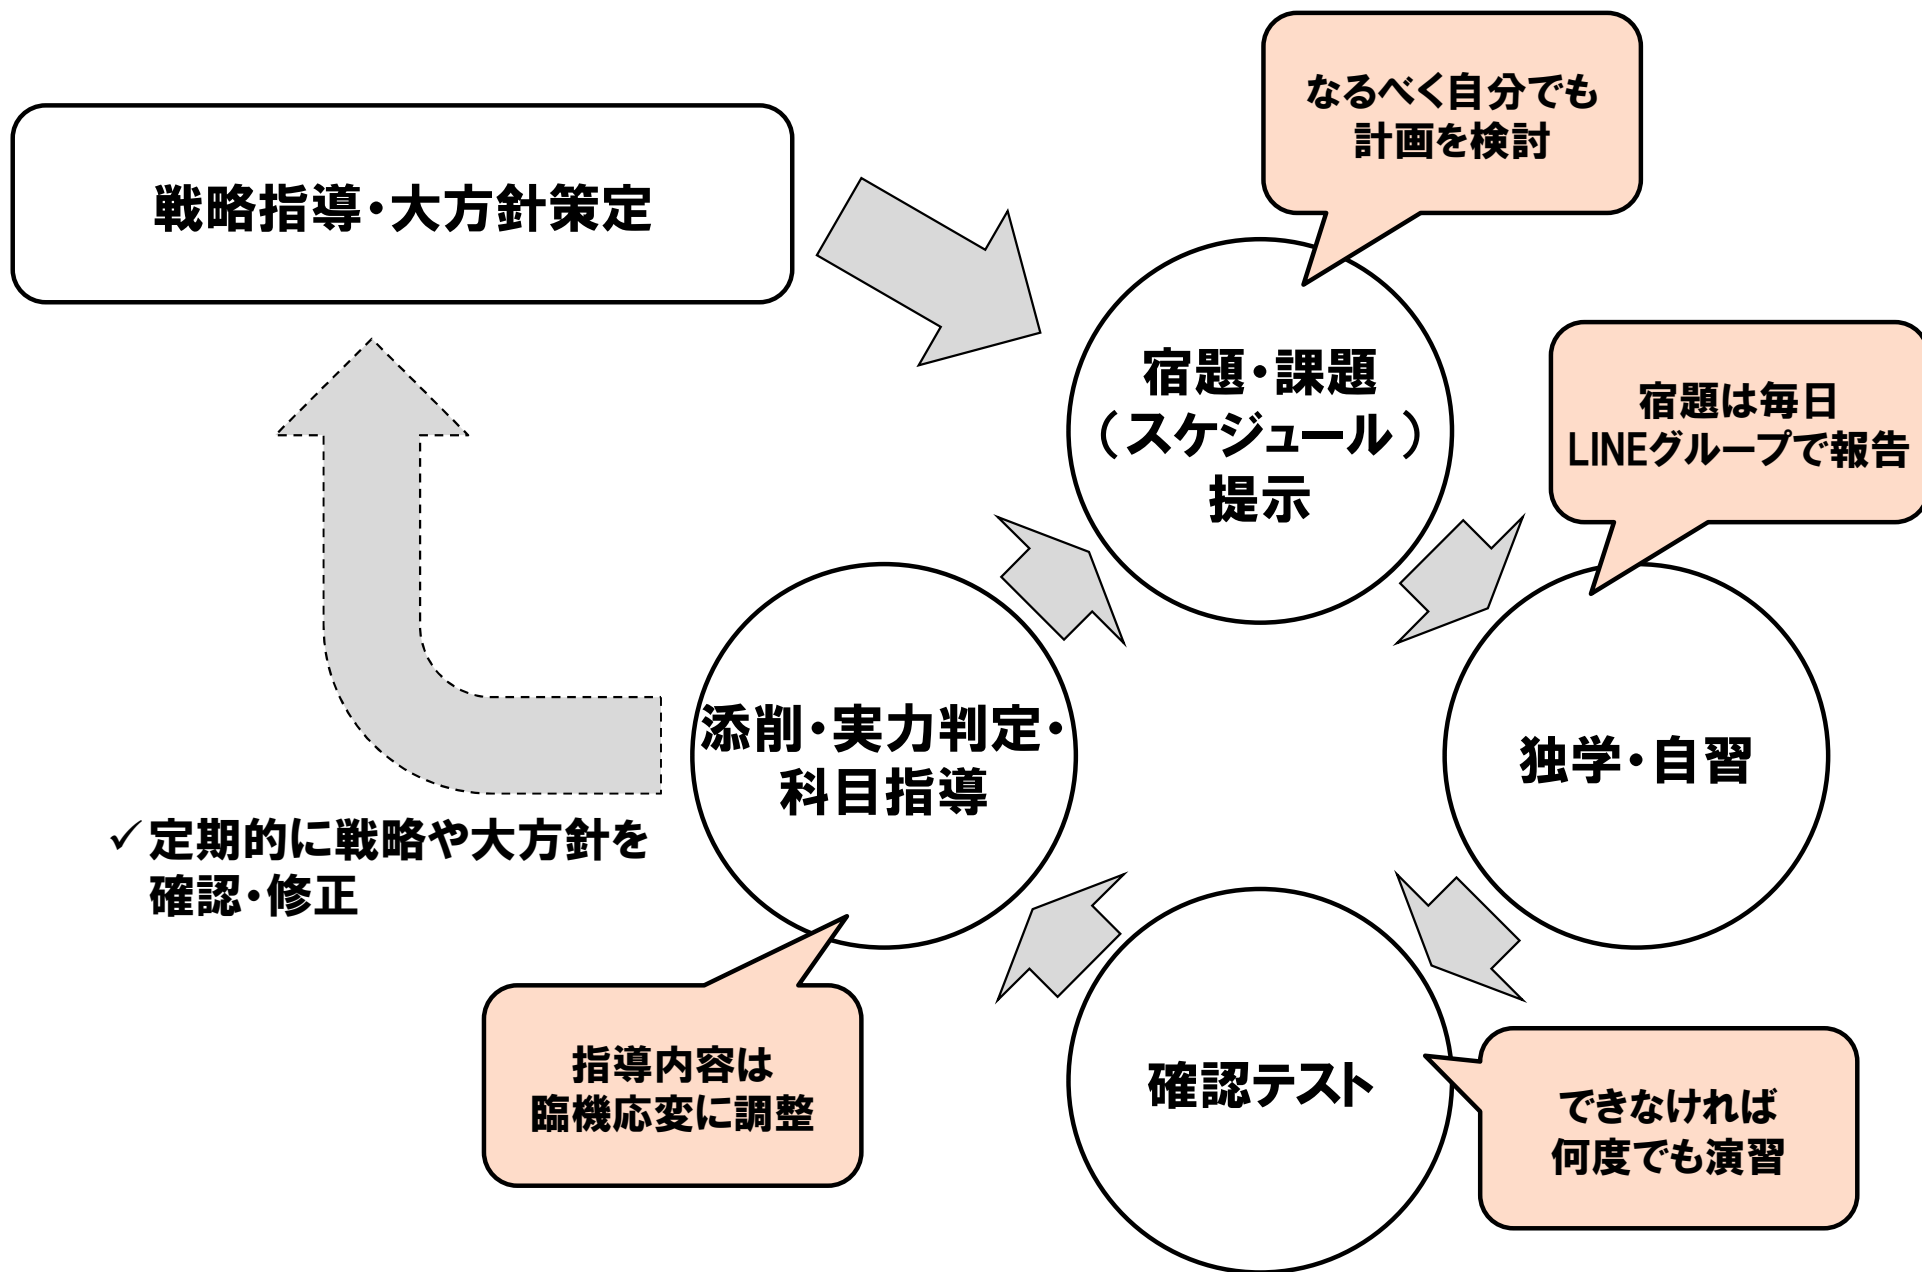 なるべく自分でも
計画を検討
戦略指導・大方針策定
宿題・課題
（スケジュール）
提示
宿題は毎日
LINEグループで報告
添削・実力判定・
科目指導
独学・自習
✓定期的に戦略や大方針を
確認・修正
指導内容は
臨機応変に調整
確認テスト
できなければ
何度でも演習